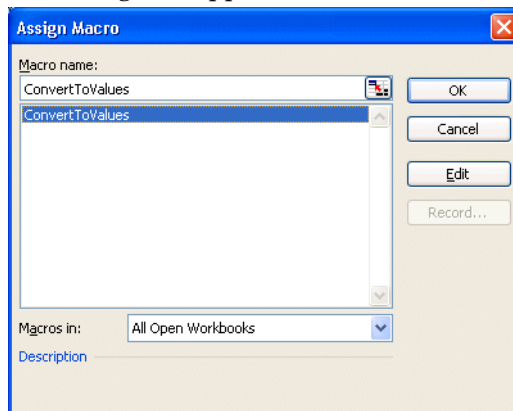 Assign Macro
Macro name:
ConvertToValues
ConvertToValues
OK
Cancel
Edit
Record...
Macros in:
All Open Workbooks
Description